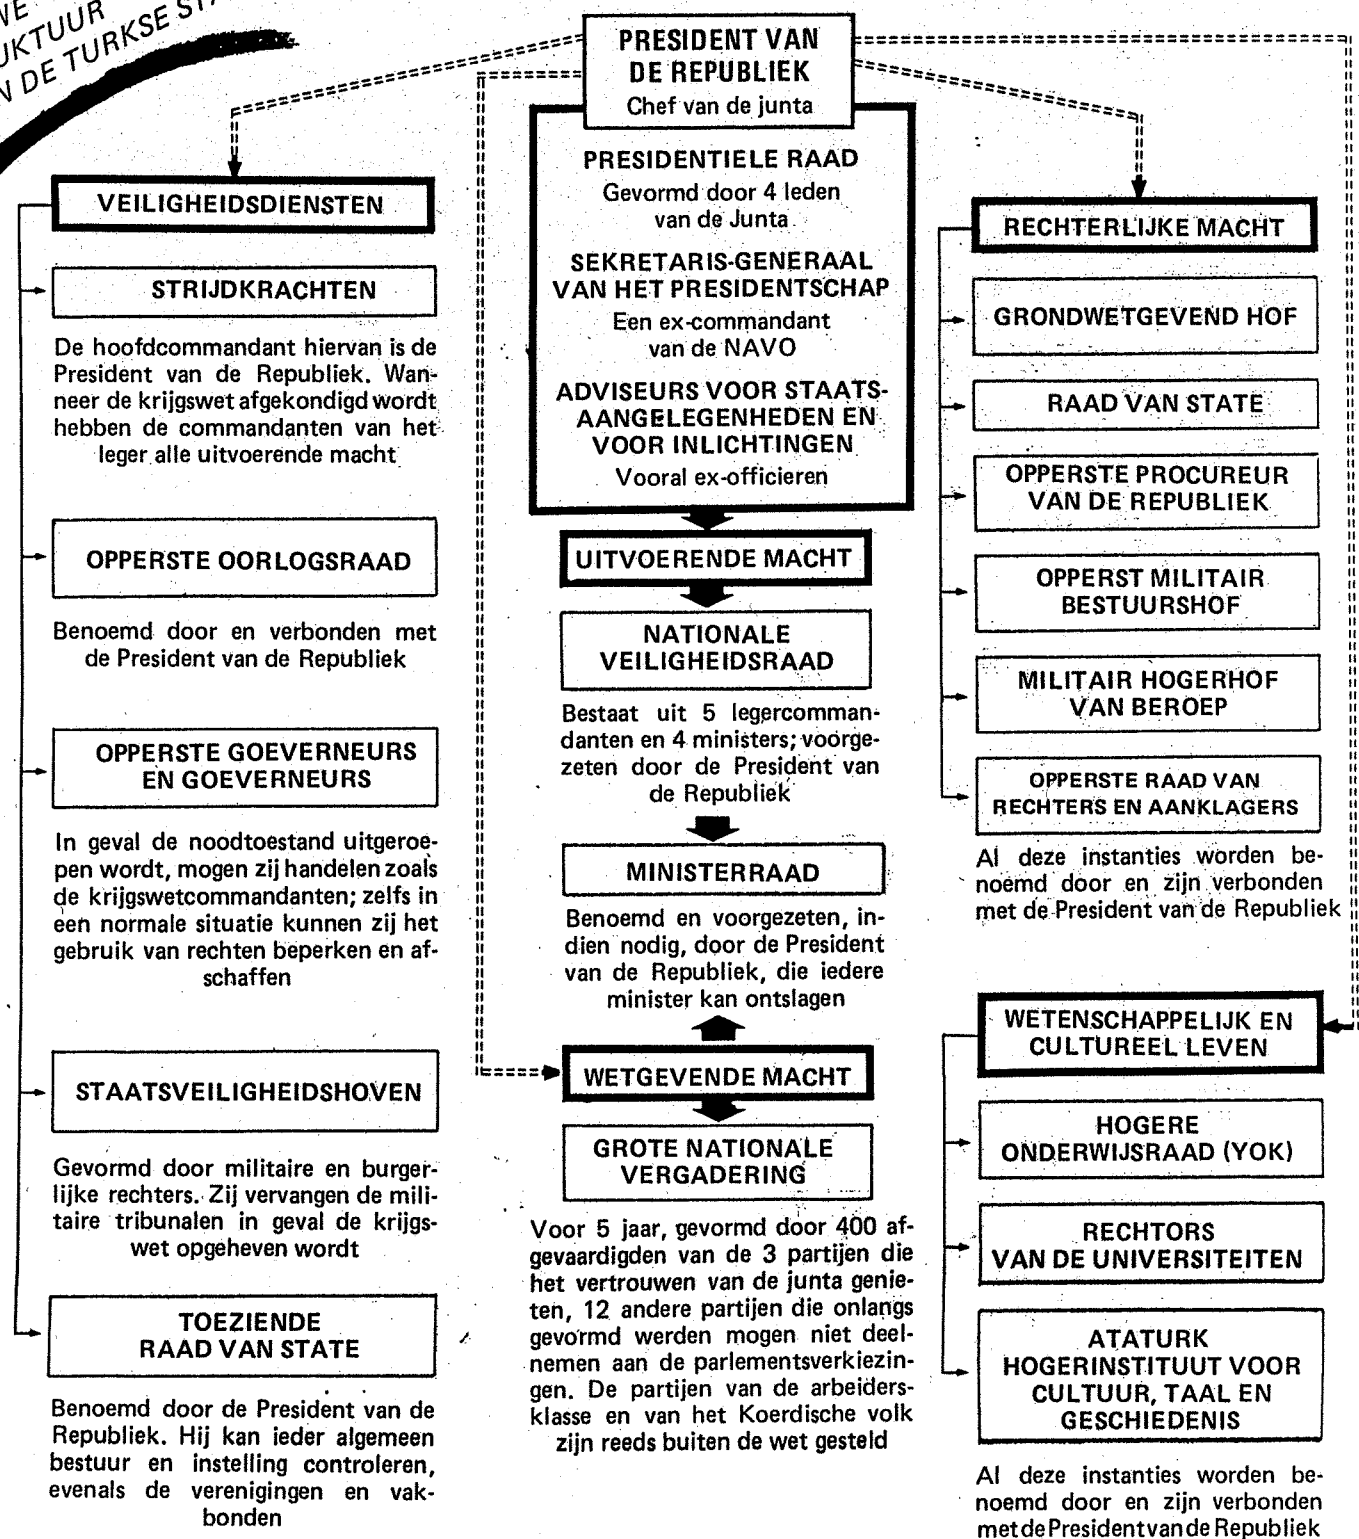 STRUKTUUR
DE TURKSE
PRESIDENT VAN
DE REPUBLIEK
Chef van de junta
PRESIDENTIELE RAAD
Gevormd door 4 leden
van de Junta
SEKRETARIS-GENERAAL
VAN HET PRESIDENTSCHAP
Een ex-commandant
van de NAVO
ADVISEURS VOOR STAATS-
AANGELEGENHEDEN EN
VOOR INLICHTINGEN
Vooral ex-officieren
VEILIGHEIDSDIENSTEN
STRIJDKRACHTEN
De hoofdcommandant hiervan is de
President van de Republiek. Wan-
neer de krijgswet afgekondigd wordt
hebben de commandanten van het
leger alle uitvoerende macht
OPPERSTE OORLOGSRAAD
Benoemd door en verbonden met
de President van de Republiek
OPPERSTE GOEVERNEURS
EN GOEVERNEURS
In geval de noodtoestand uitgeroe-
pen wordt, mogen zij handelen zoals
de krijgswetcommandanten; zelfs in
een normale situatie kunnen zij het
gebruik van rechten beperken en af-
schaffen
STAATSVEILIGHEIDSHOVEN
Gevormd door militaire en burger-
lijke rechters. Zij vervangen de mili-
taire tribunalen in geval de krijgs-
wet opgeheven wordt
TOEZIENDE
RAAD VAN STATE
Benoemd door de President van de
Republiek. Hij kan ieder algemeen
bestuur en instelling controleren,
evenals de verenigingen en vak-
bonden
UITVOERENDE MACHT
NATIONALE
VEILIGHEIDSRAAD
Bestaat uit 5 legercomman-
danten en 4 ministers; voorge-
zeten door de President van
de Republiek
MINISTERRAAD
Benoemd en voorgezeten, in-
dien nodig, door de President
van de Republiek, die iedere
minister kan ontslagen
WETGEVENDE MACHT
GROTE NATIONALE
VERGADERING
Voor 5 jaar, gevormd door 400 af-
gevaardigden van de 3 partijen die
het vertrouwen van de junta genie-
ten, 12 andere partijen die onlangs
gevormd werden mogen niet deel-
nemen aan de parlementsverkiezin-
gen. De partijen van de arbeiders-
klasse en van het Koerdische volk
zijn reeds buiten de wet gesteld
RECHTERLIJKE MACHT
GRONDWETGEVEND HOF
RAAD VAN STATE
OPPERSTE PROCUREUR
VAN DE REPUBLIEK
OPPERST MILITAIR
BESTUURSHOF
MILITAIR HOGERHOF
VAN BEROEP
OPPERSTE RAAD VAN
RECHTERS EN AANKLAGERS
Al deze instanties worden be-
noemd door en zijn verbonden
met de President van de Republiek
WETENSCHAPPELIJK EN
CULTUREEL LEVEN
HOGERE
ONDERWIJSRAAD (YOK)
RECHTORS
VAN DE UNIVERSITEITEN
ATATURK
HOGERINSTITUUT VOOR
CULTUUR, TAAL EN
GESCHIEDENIS
Al deze instanties worden be-
noemd door en zijn verbonden
met de President van de Republiek